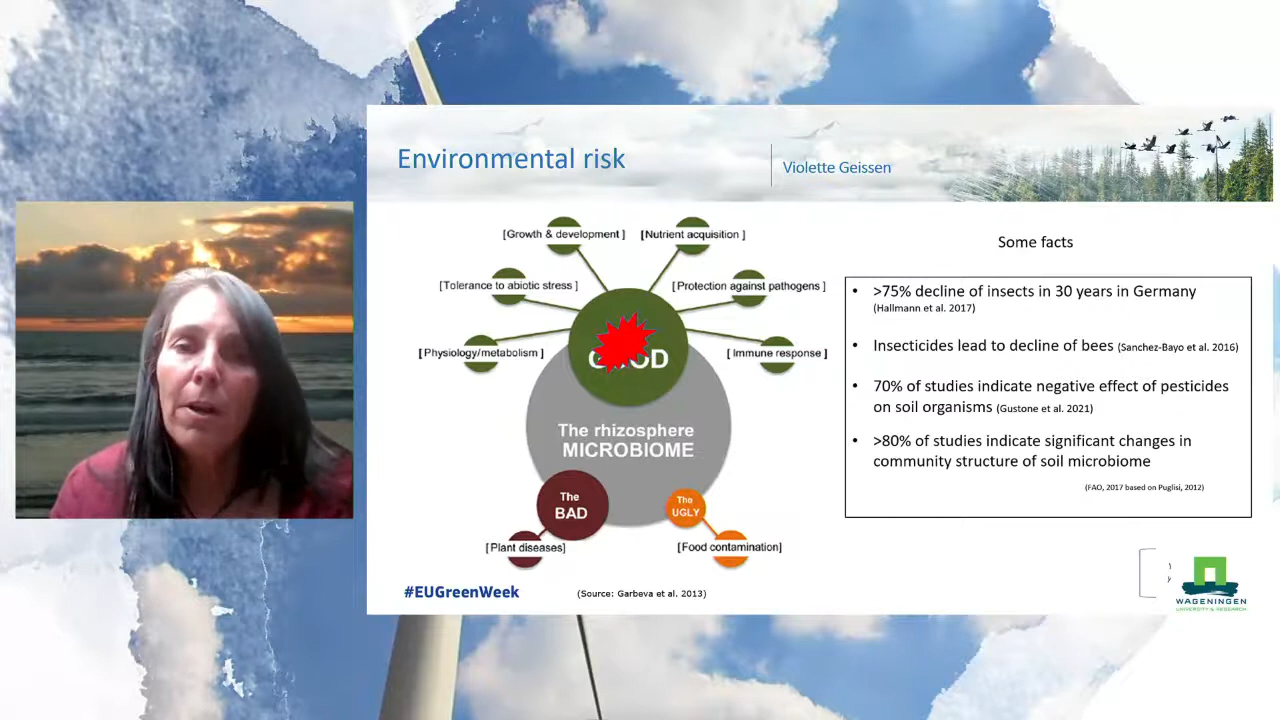 Environmental risk
Violette Geissen
[Growth & development]
[Nutrient acquisition ]
[Tolerance to abiotic stress ]
[Protection against pathogens ]
[Physiology/metabolism ]
[ Immune response ]
The rhizosphere
MICROBIOME
The
BAD
The
UGLY
[Plant diseases]
[Food contamination]
#EUGreenWeek
(Source: Garbeva et al. 2013)
Some facts
• >75% decline of insects in 30 years in Germany
(Hallmann et al. 2017)
• Insecticides lead to decline of bees (Sanchez-Bayo et al. 2016)
• 70% of studies indicate negative effect of pesticides
on soil organisms (Gustone et al. 2021)
• >80% of studies indicate significant changes in
community structure of soil microbiome
(FAO, 2017 based on Puglisi, 2012)
WAGENINGEN
UNIVERSITY & RESEARCH